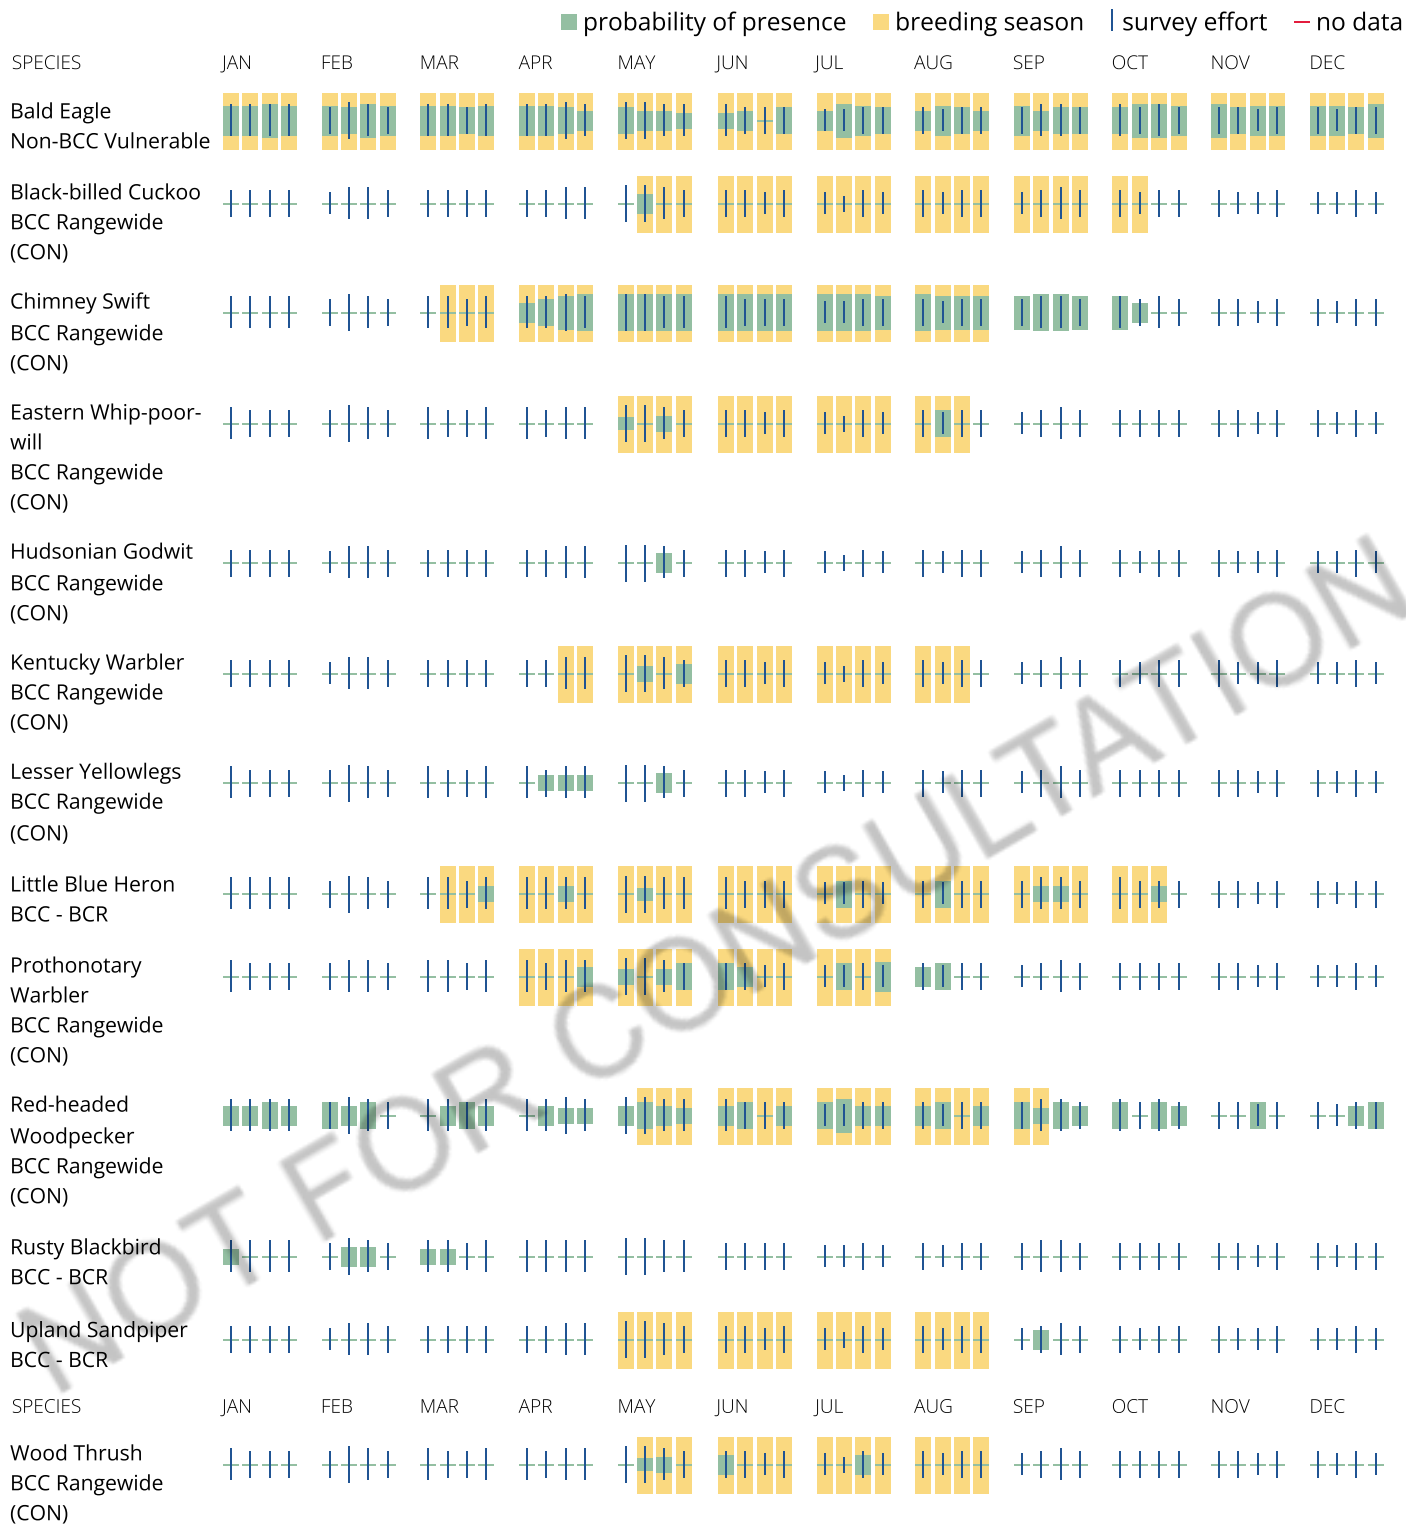 probability of presence breeding season survey effort no data
SPECIES JAN FEB MAR APR MAY JUN JUL AUG SEP OCT NOV DEC
Bald Eagle
Non-BCC Vulnerable
Black-billed Cuckoo
BCC Rangewide
(CON)
Chimney Swift
BCC Rangewide
(CON)
Eastern Whip-poor-
will
BCC Rangewide
(CON)
Hudsonian Godwit
BCC Rangewide
(CON)
Kentucky Warbler
BCC Rangewide
(CON)
Lesser Yellowlegs
BCC Rangewide
(CON)
Little Blue Heron
BCC - BCR
Prothonotary
Warbler
BCC Rangewide
(CON)
Red-headed
Woodpecker
BCC Rangewide
(CON)
Rusty Blackbird
BCC - BCR
Upland Sandpiper
BCC - BCR
SPECIES JAN FEB MAR APR MAY JUN JUL AUG SEP OCT NOV DEC
Wood Thrush
BCC Rangewide
(CON)
NOT FOR CONSULTATION